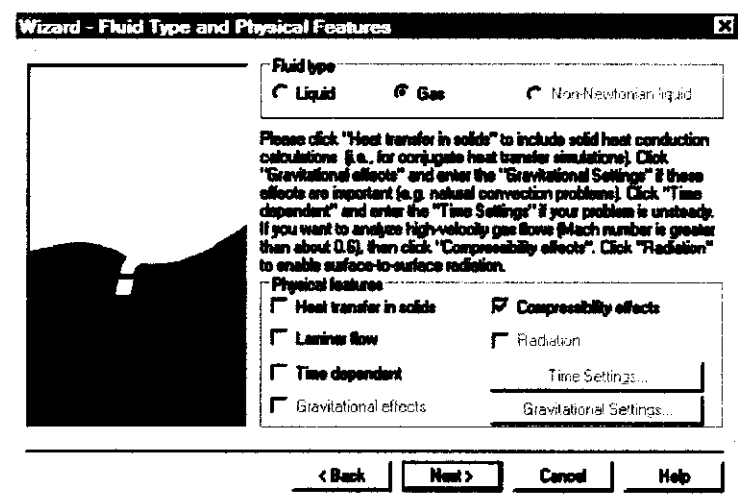 Wizard - Fluid Type and Physical Features
Fluid type
Liquid Gas Non-Newtonian liquid
Please click "Heat transfer in solids" to include solid heat conduction
calculations (i.e., for conjugate heat transfer simulations). Click
"Gravitational effects" and enter the "Gravitational Settings" if these
effects are important (e.g. natural convection problems). Click "Time
dependent" and enter the "Time Settings" if your problem is unsteady.
If you want to analyze high-velocity gas flows (Mach number is greater
than about 0.6), then click "Compressibility effects". Click "Radiation"
to enable surface-to-surface radiation.
Physical features
Heat transfer in solids Compressibility effects
Laminar flow Radiation
Time dependent Time Settings...
Gravitational effects Gravitational Settings...
< Back Next > Cancel Help